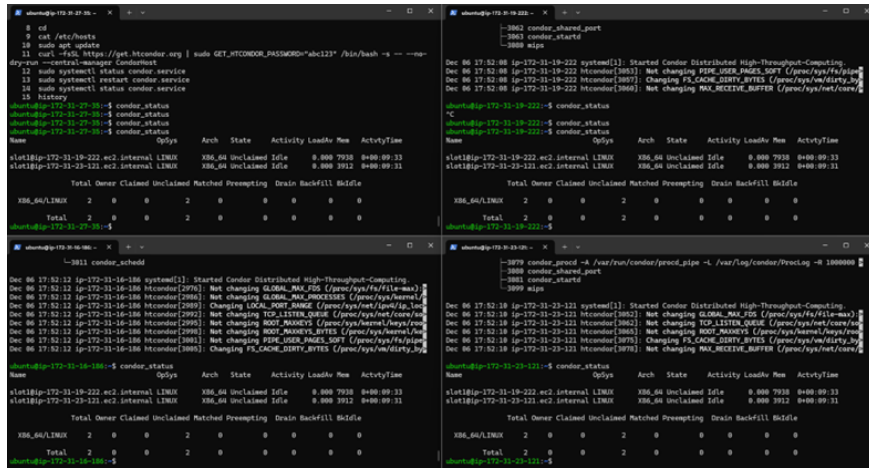 ubuntu@ip-172-31-27-35: ~
8 cd
9 cat /etc/hosts
10 sudo apt update
11 curl -fsSL https://get.htcondor.org | sudo GET_HTCONDOR_PASSWORD="abc123" /bin/bash -s -- --no-
dry-run --central-manager CondorHost
12 sudo systemctl status condor.service
13 sudo systemctl restart condor.service
14 sudo systemctl status condor.service
15 history
ubuntu@ip-172-31-27-35:~$ condor_status
ubuntu@ip-172-31-27-35:~$ condor_status
ubuntu@ip-172-31-27-35:~$ condor_status
Name OpSys Arch State Activity LoadAv Mem ActvtyTime
slot1@ip-172-31-19-222.ec2.internal LINUX X86_64 Unclaimed Idle 0.000 7938 0+00:09:33
slot1@ip-172-31-23-121.ec2.internal LINUX X86_64 Unclaimed Idle 0.000 3912 0+00:09:31
Total Owner Claimed Unclaimed Matched Preempting Drain Backfill BkIdle
X86_64/LINUX 2 0 0 2 0 0 0 0 0
Total 2 0 0 2 0 0 0 0 0
ubuntu@ip-172-31-27-35:~$
ubuntu@ip-172-31-19-222: ~
├─3062 condor_shared_port
├─3063 condor_startd
└─3080 mips
Dec 06 17:52:08 ip-172-31-19-222 systemd[1]: Started Condor Distributed High-Throughput-Computing.
Dec 06 17:52:08 ip-172-31-19-222 htcondor[3053]: Not changing PIPE_USER_PAGES_SOFT (/proc/sys/fs/pipe
Dec 06 17:52:08 ip-172-31-19-222 htcondor[3057]: Changing FS_CACHE_DIRTY_BYTES (/proc/sys/vm/dirty_by
Dec 06 17:52:08 ip-172-31-19-222 htcondor[3060]: Not changing MAX_RECEIVE_BUFFER (/proc/sys/net/core/
ubuntu@ip-172-31-19-222:~$ condor_status
^C
ubuntu@ip-172-31-19-222:~$ condor_status
ubuntu@ip-172-31-19-222:~$ condor_status
Name OpSys Arch State Activity LoadAv Mem ActvtyTime
slot1@ip-172-31-19-222.ec2.internal LINUX X86_64 Unclaimed Idle 0.000 7938 0+00:09:33
slot1@ip-172-31-23-121.ec2.internal LINUX X86_64 Unclaimed Idle 0.000 3912 0+00:09:31
Total Owner Claimed Unclaimed Matched Preempting Drain Backfill BkIdle
X86_64/LINUX 2 0 0 2 0 0 0 0 0
Total 2 0 0 2 0 0 0 0 0
ubuntu@ip-172-31-19-222:~$
ubuntu@ip-172-31-16-186: ~
└─3011 condor_schedd
Dec 06 17:52:12 ip-172-31-16-186 systemd[1]: Started Condor Distributed High-Throughput-Computing.
Dec 06 17:52:12 ip-172-31-16-186 htcondor[2976]: Not changing GLOBAL_MAX_FDS (/proc/sys/fs/file-max):
Dec 06 17:52:12 ip-172-31-16-186 htcondor[2986]: Not changing GLOBAL_MAX_PROCESSES (/proc/sys/kernel/
Dec 06 17:52:12 ip-172-31-16-186 htcondor[2989]: Changing LOCAL_PORT_RANGE (/proc/sys/net/ipv4/ip_loc
Dec 06 17:52:12 ip-172-31-16-186 htcondor[2992]: Not changing TCP_LISTEN_QUEUE (/proc/sys/net/core/so
Dec 06 17:52:12 ip-172-31-16-186 htcondor[2995]: Not changing ROOT_MAXKEYS (/proc/sys/kernel/keys/roo
Dec 06 17:52:12 ip-172-31-16-186 htcondor[2998]: Not changing ROOT_MAXKEYS_BYTES (/proc/sys/kernel/ke
Dec 06 17:52:12 ip-172-31-16-186 htcondor[3001]: Not changing PIPE_USER_PAGES_SOFT (/proc/sys/fs/pipe
Dec 06 17:52:12 ip-172-31-16-186 htcondor[3005]: Changing FS_CACHE_DIRTY_BYTES (/proc/sys/vm/dirty_by
ubuntu@ip-172-31-16-186:~$ condor_status
Name OpSys Arch State Activity LoadAv Mem ActvtyTime
slot1@ip-172-31-19-222.ec2.internal LINUX X86_64 Unclaimed Idle 0.000 7938 0+00:09:33
slot1@ip-172-31-23-121.ec2.internal LINUX X86_64 Unclaimed Idle 0.000 3912 0+00:09:31
Total Owner Claimed Unclaimed Matched Preempting Drain Backfill BkIdle
X86_64/LINUX 2 0 0 2 0 0 0 0 0
Total 2 0 0 2 0 0 0 0 0
ubuntu@ip-172-31-16-186:~$
ubuntu@ip-172-31-23-121: ~
├─3079 condor_procd -A /var/run/condor/procd_pipe -L /var/log/condor/ProcLog -R 1000000
├─3080 condor_shared_port
├─3081 condor_startd
└─3099 mips
Dec 06 17:52:10 ip-172-31-23-121 systemd[1]: Started Condor Distributed High-Throughput-Computing.
Dec 06 17:52:10 ip-172-31-23-121 htcondor[3052]: Not changing GLOBAL_MAX_FDS (/proc/sys/fs/file-max):
Dec 06 17:52:10 ip-172-31-23-121 htcondor[3062]: Not changing TCP_LISTEN_QUEUE (/proc/sys/net/core/so
Dec 06 17:52:10 ip-172-31-23-121 htcondor[3065]: Not changing ROOT_MAXKEYS (/proc/sys/kernel/keys/roo
Dec 06 17:52:10 ip-172-31-23-121 htcondor[3075]: Changing FS_CACHE_DIRTY_BYTES (/proc/sys/vm/dirty_by
Dec 06 17:52:10 ip-172-31-23-121 htcondor[3078]: Not changing MAX_RECEIVE_BUFFER (/proc/sys/net/core/
ubuntu@ip-172-31-23-121:~$ condor_status
Name OpSys Arch State Activity LoadAv Mem ActvtyTime
slot1@ip-172-31-19-222.ec2.internal LINUX X86_64 Unclaimed Idle 0.000 7938 0+00:09:33
slot1@ip-172-31-23-121.ec2.internal LINUX X86_64 Unclaimed Idle 0.000 3912 0+00:09:31
Total Owner Claimed Unclaimed Matched Preempting Drain Backfill BkIdle
X86_64/LINUX 2 0 0 2 0 0 0 0 0
Total 2 0 0 2 0 0 0 0 0
ubuntu@ip-172-31-23-121:~$